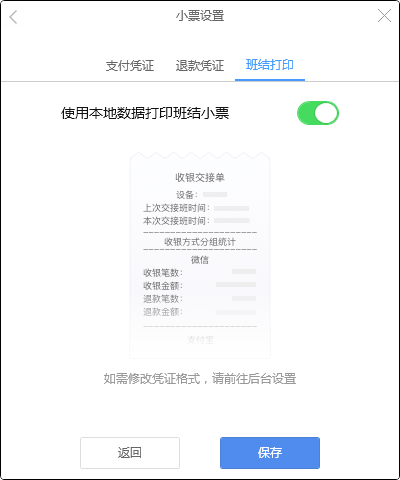 小票设置
支付凭证 退款凭证 班结打印
使用本地数据打印班结小票
收银交接单
设备：
上次交接班时间：
本次交接班时间：
收银方式分组统计
微信
收银笔数：
收银金额：
退款笔数：
退款金额：
支付宝
如需修改凭证格式，请前往后台设置
返回 保存